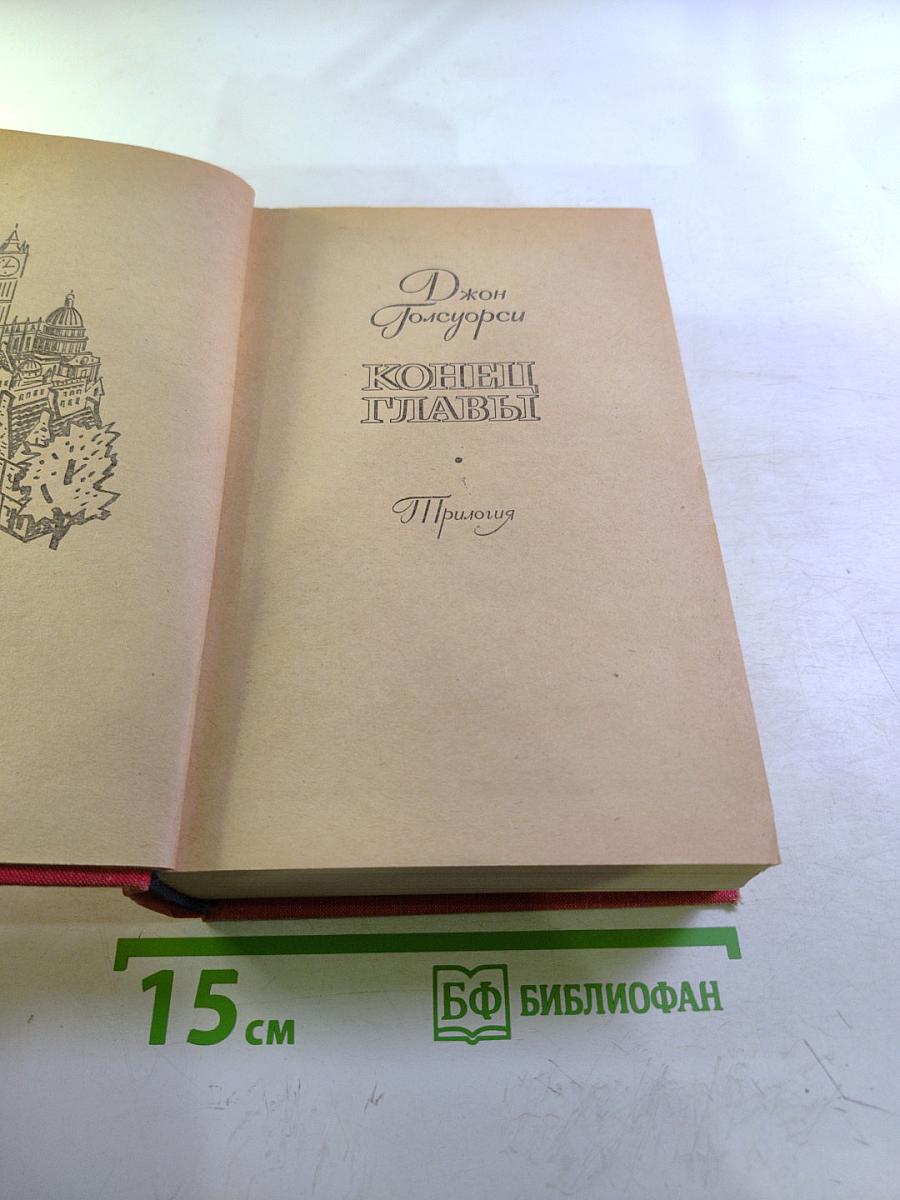 Джон
Голсуорси
КОНЕЦ
ГЛАВЫ
Трилогия
15 см
БФ БИБЛИОФАН